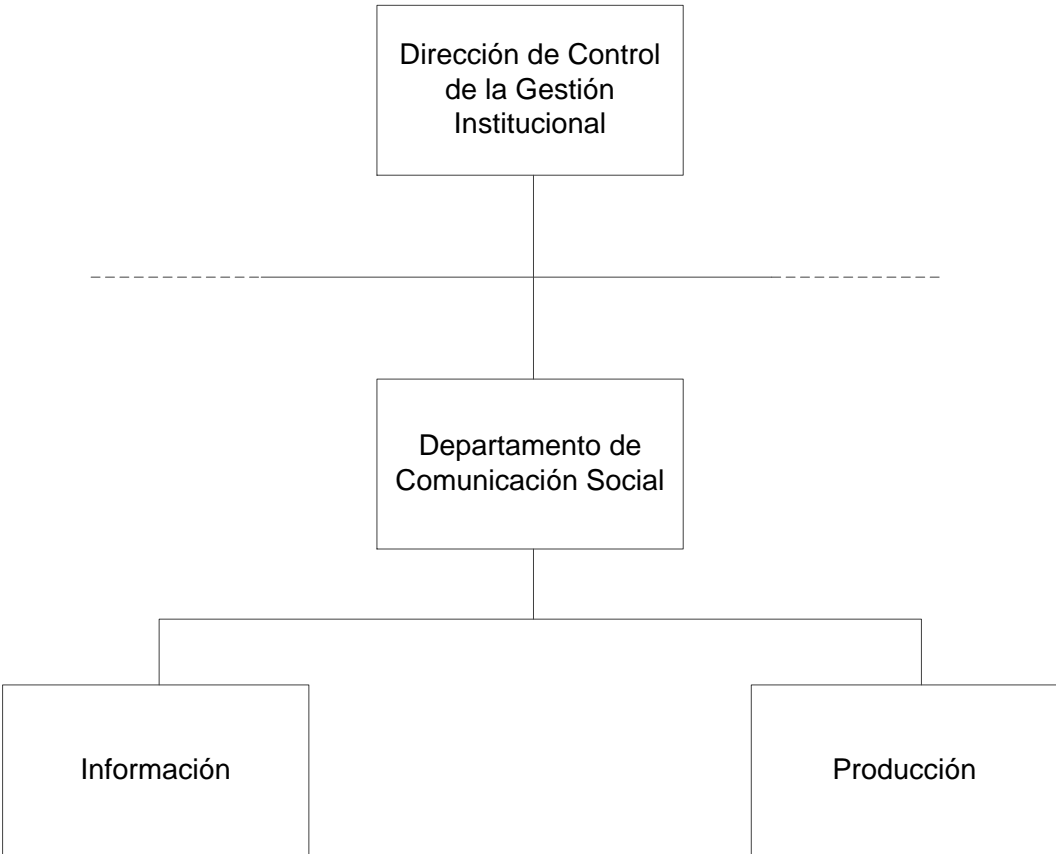 Dirección de Control
de la Gestión
Institucional
Departamento de
Comunicación Social
Información
Producción